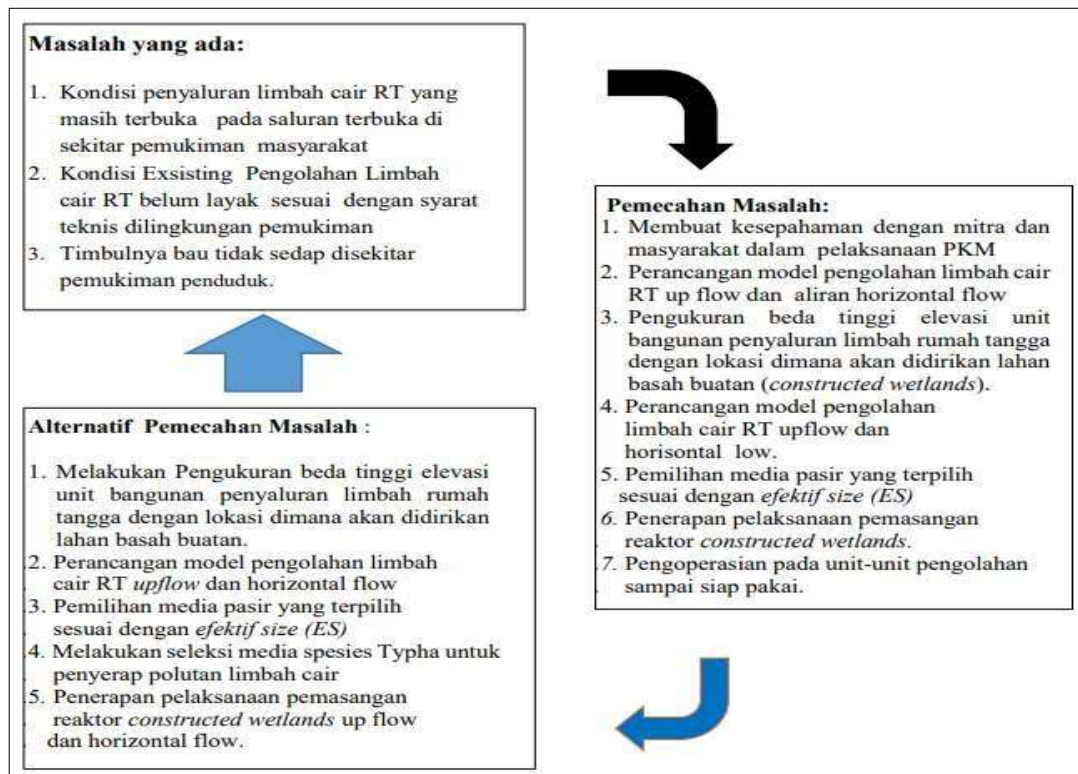 Masalah yang ada:
1. Kondisi penyaluran limbah cair RT yang
masih terbuka pada saluran terbuka di
sekitar pemukiman masyarakat
2. Kondisi Exsisting Pengolahan Limbah
cair RT belum layak sesuai dengan syarat
teknis dilingkungan pemukiman
3. Timbulnya bau tidak sedap disekitar
pemukiman penduduk.
Pemecahan Masalah:
1. Membuat kesepahaman dengan mitra dan
masyarakat dalam pelaksanaan PKM
2. Perancangan model pengolahan limbah cair
RT up flow dan aliran horizontal flow
3. Pengukuran beda tinggi elevasi unit
bangunan penyaluran limbah rumah tangga
dengan lokasi dimana akan didirikan lahan
basah buatan (constructed wetlands).
4. Perancangan model pengolahan
limbah cair RT upflow dan
horisontal low.
5. Pemilihan media pasir yang terpilih
sesuai dengan efektif size (ES)
6. Penerapan pelaksanaan pemasangan
. reaktor constructed wetlands.
.7. Pengoperasian pada unit-unit pengolahan
. sampai siap pakai.
Alternatif Pemecahan Masalah :
1. Melakukan Pengukuran beda tinggi elevasi
unit bangunan penyaluran limbah rumah
tangga dengan lokasi dimana akan didirikan
lahan basah buatan.
.2. Perancangan model pengolahan limbah
. cair RT upflow dan horizontal flow
.3. Pemilihan media pasir yang terpilih
. sesuai dengan efektif size (ES)
.4. Melakukan seleksi media spesies Typha untuk
. penyerap polutan limbah cair
.5. Penerapan pelaksanaan pemasangan
. reaktor constructed wetlands up flow
. dan horizontal flow.